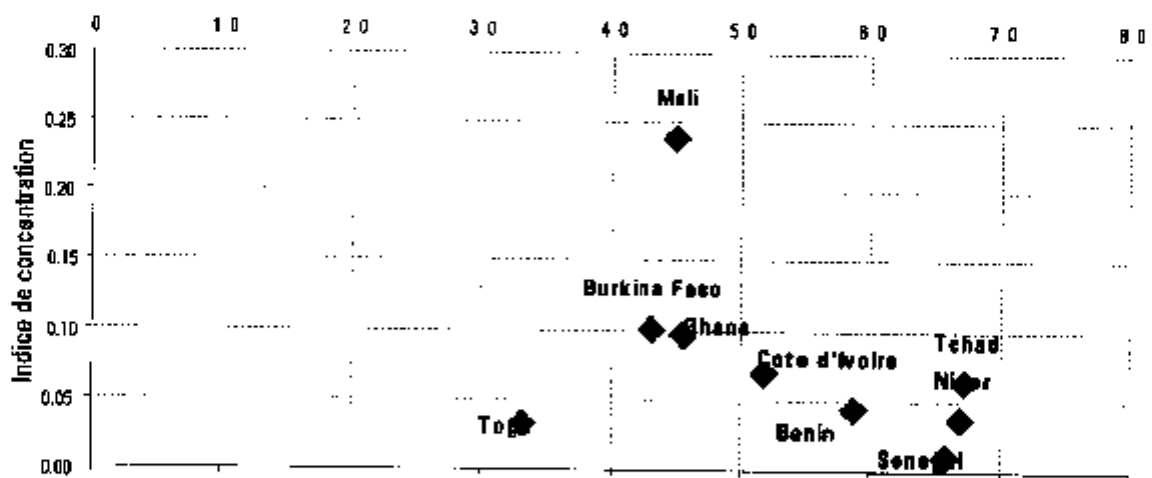 0 10 20 30 40 50 60 70 80
0.30
Mali
0.25
0.20
0.15
Burkina Faso
0.10
Ghana
Tchad
Cote d'Ivoire
Niger
0.05
Togo
Benin
Senegal
0.00
Indice de concentration